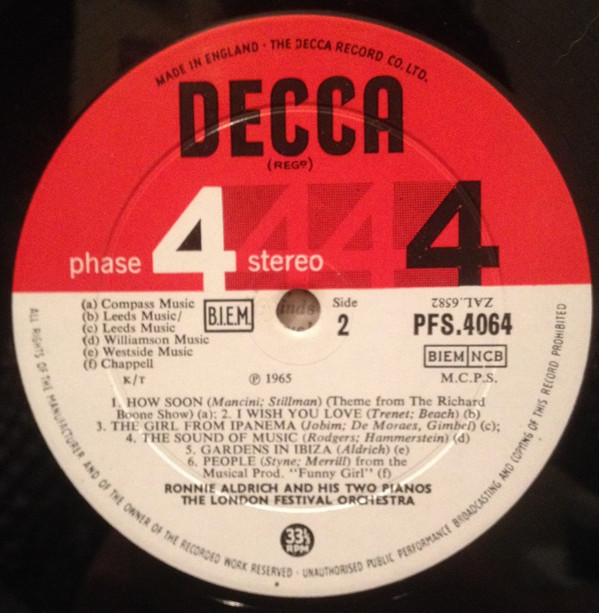 MADE IN ENGLAND · THE DECCA RECORD CO. LTD.
DECCA
(REGD)
phase 4 stereo 4 4 4
(a) Compass Music
(b) Leeds Music/
(c) Leeds Music
(d) Williamson Music
(e) Westside Music
(f) Chappell
K/T
B.I.E.M.
Side
2
ZAL.6582
PFS.4064
BIEM NCB
M.C.P.S.
℗ 1965
1. HOW SOON (Mancini; Stillman) (Theme from The Richard
Boone Show) (a); 2. I WISH YOU LOVE (Trenet; Beach) (b)
3. THE GIRL FROM IPANEMA (Jobim; De Moraes, Gimbel) (c);
4. THE SOUND OF MUSIC (Rodgers; Hammerstein) (d)
5. GARDENS IN IBIZA (Aldrich) (e)
6. PEOPLE (Styne; Merrill) from the
Musical Prod. "Funny Girl" (f)
RONNIE ALDRICH AND HIS TWO PIANOS
THE LONDON FESTIVAL ORCHESTRA
33⅓
RPM
ALL RIGHTS OF THE MANUFACTURER AND OF THE OWNER OF THE RECORDED WORK RESERVED · UNAUTHORISED PUBLIC PERFORMANCE BROADCASTING AND COPYING OF THIS RECORD PROHIBITED